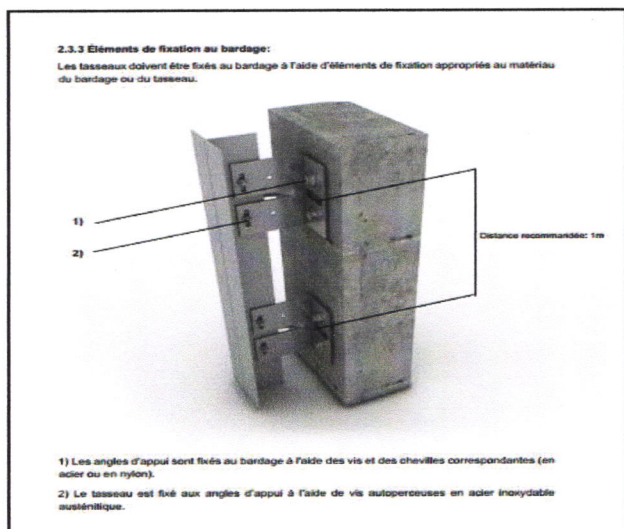 2.3.3 Éléments de fixation au bardage:
Les tasseaux doivent être fixés au bardage à l'aide d'éléments de fixation appropriés au matériau
du bardage ou du tasseau.
1)
2)
Distance recommandée: 1m
1) Les angles d'appui sont fixés au bardage à l'aide des vis et des chevilles correspondantes (en
acier ou en nylon).
2) Le tasseau est fixé aux angles d'appui à l'aide de vis autoperceuses en acier inoxydable
austénitique.